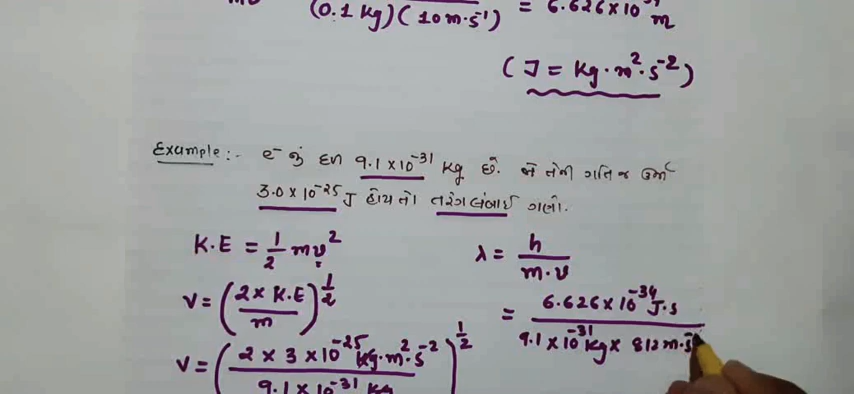 (0.1 Kg) (10 m·s⁻¹) = 6.626×10 m
(J = Kg·m²·s⁻²)
Example:- e⁻ નું દળ 9.1×10⁻³¹ Kg છે. જો તેની ગતિજ ઊર્જા
3.0×10⁻²⁵ J હોય તો તરંગલંબાઈ ગણો.
K.E = 1/2 mv²
λ = h / m·v
v = (2 × K.E / m)^1/2
= 6.626×10⁻³⁴ J·s / 9.1×10⁻³¹ Kg × 812 m·s
v = (2 × 3 × 10⁻²⁵ Kg·m²·s⁻² / 9.1×10⁻³¹ Kg)^1/2